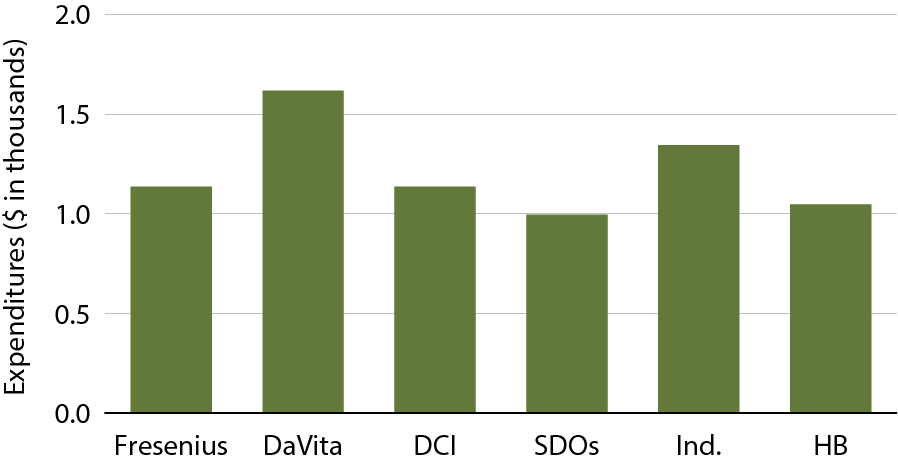 Expenditures ($ in thousands)
2.0
1.5
1.0
0.5
0.0
Fresenius DaVita DCI SDOs Ind. HB